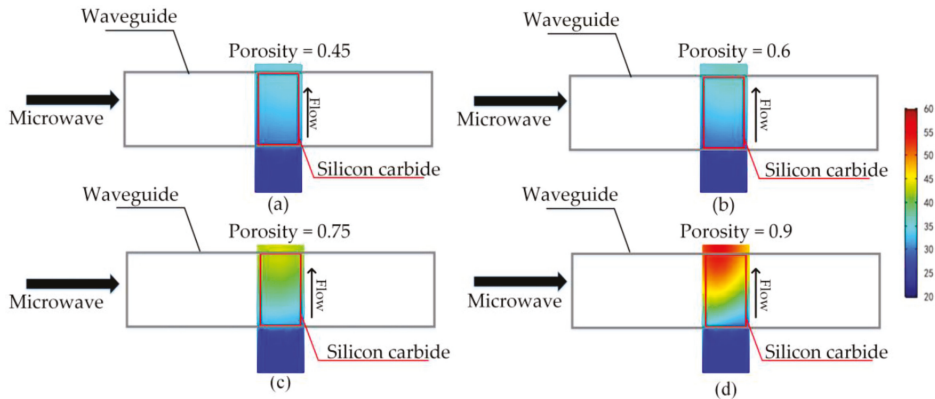 Waveguide
Porosity = 0.45
Microwave
Flow
Silicon carbide
(a)
Waveguide
Porosity = 0.6
Microwave
Flow
Silicon carbide
(b)
Waveguide
Porosity = 0.75
Microwave
Flow
Silicon carbide
(c)
Waveguide
Porosity = 0.9
Microwave
Flow
Silicon carbide
(d)
60
55
50
45
40
35
30
25
20